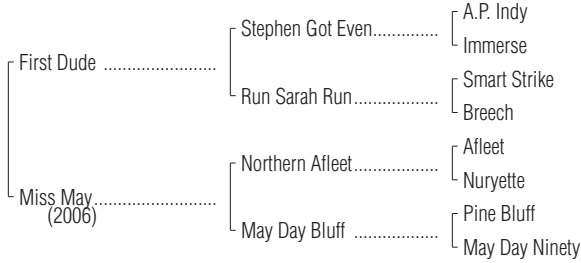 A.P. Indy
Stephen Got Even..............
Immerse
First Dude ........................
Smart Strike
Run Sarah Run..................
Breech
Afleet
Northern Afleet..................
Nuryette
Miss May..........................
(2006)
Pine Bluff
May Day Bluff ..................
May Day Ninety